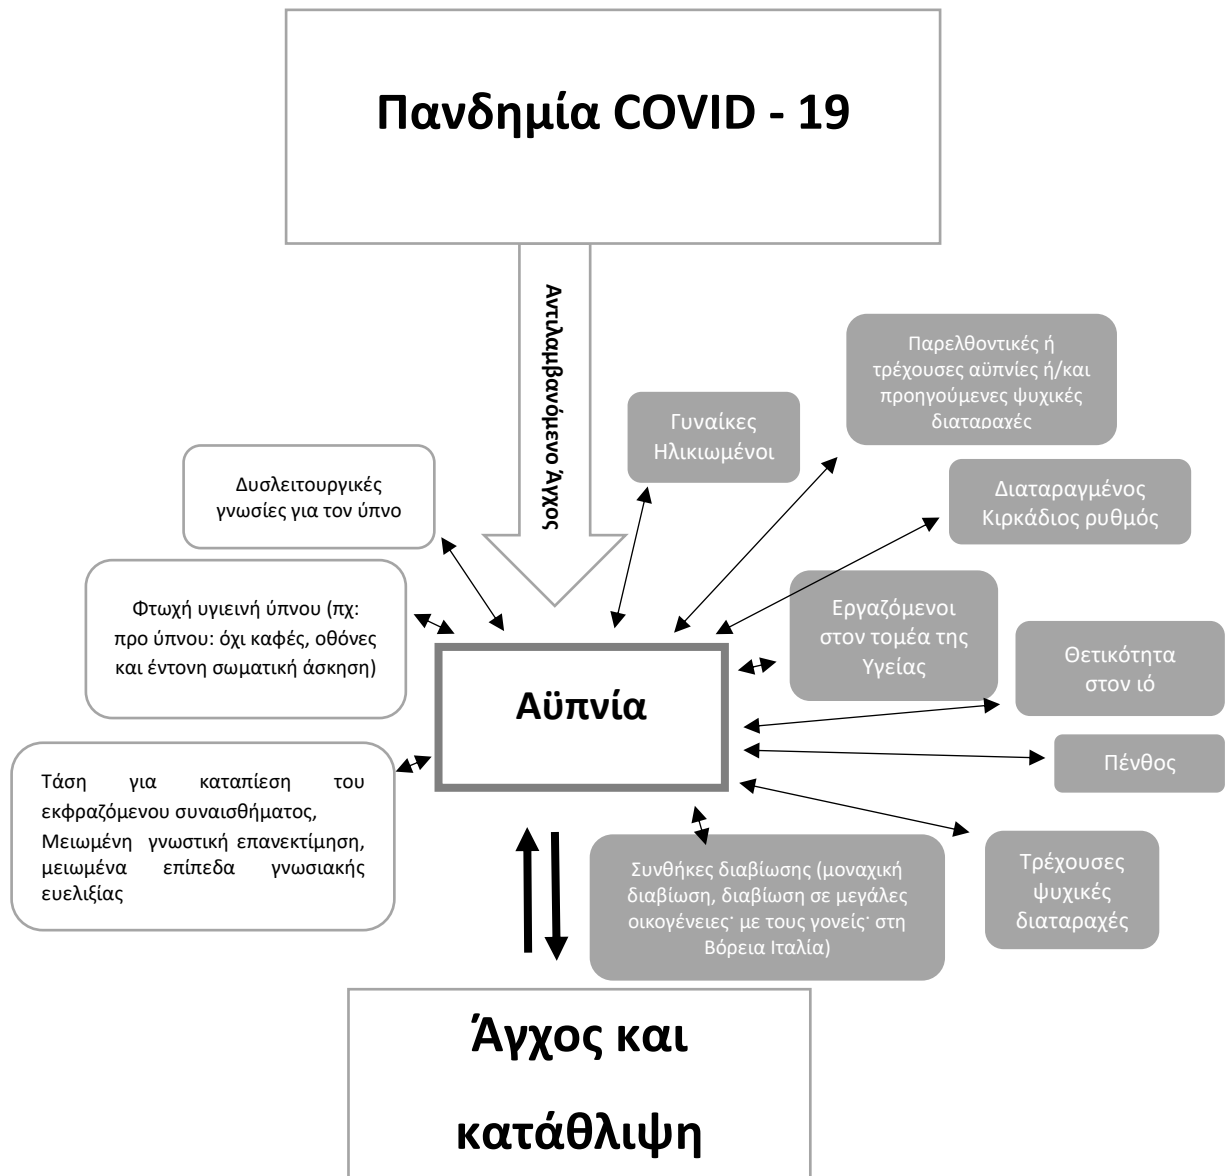 Πανδημία COVID - 19
Αντιλαμβανόμενο Άγχος
Παρελθοντικές ή
τρέχουσες αϋπνίες ή/και
προηγούμενες ψυχικές
διαταραχές
Γυναίκες
Ηλικιωμένοι
Δυσλειτουργικές
γνωσίες για τον ύπνο
Διαταραγμένος
Κιρκάδιος ρυθμός
Φτωχή υγιεινή ύπνου (πχ:
προ ύπνου: όχι καφές, οθόνες
και έντονη σωματική άσκηση)
Εργαζόμενοι
στον τομέα της
Υγείας
Θετικότητα
στον ιό
Αϋπνία
Πένθος
Τάση για καταπίεση του
εκφραζόμενου συναισθήματος,
Μειωμένη γνωστική επανεκτίμηση,
μειωμένα επίπεδα γνωσιακής
ευελιξίας
Συνθήκες διαβίωσης (μοναχική
διαβίωση, διαβίωση σε μεγάλες
οικογένειες˙ με τους γονείς˙ στη
Βόρεια Ιταλία)
Τρέχουσες
ψυχικές
διαταραχές
Άγχος και
κατάθλιψη